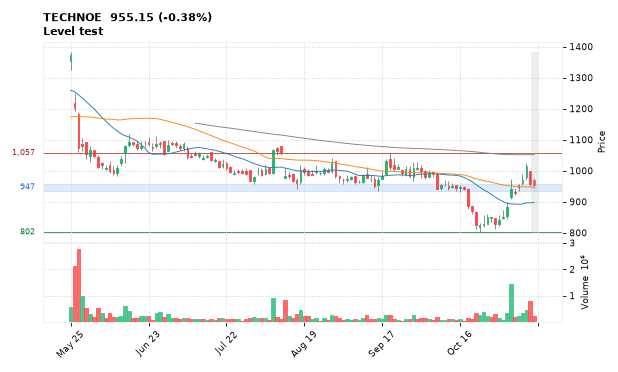 TECHNOE 955.15 (-0.38%)
Level test
1400
1300
1200
1100
1000
900
800
Price
1,057
947
802
3
2
1
Volume 10⁶
May 25
Jun 23
Jul 22
Aug 19
Sep 17
Oct 16